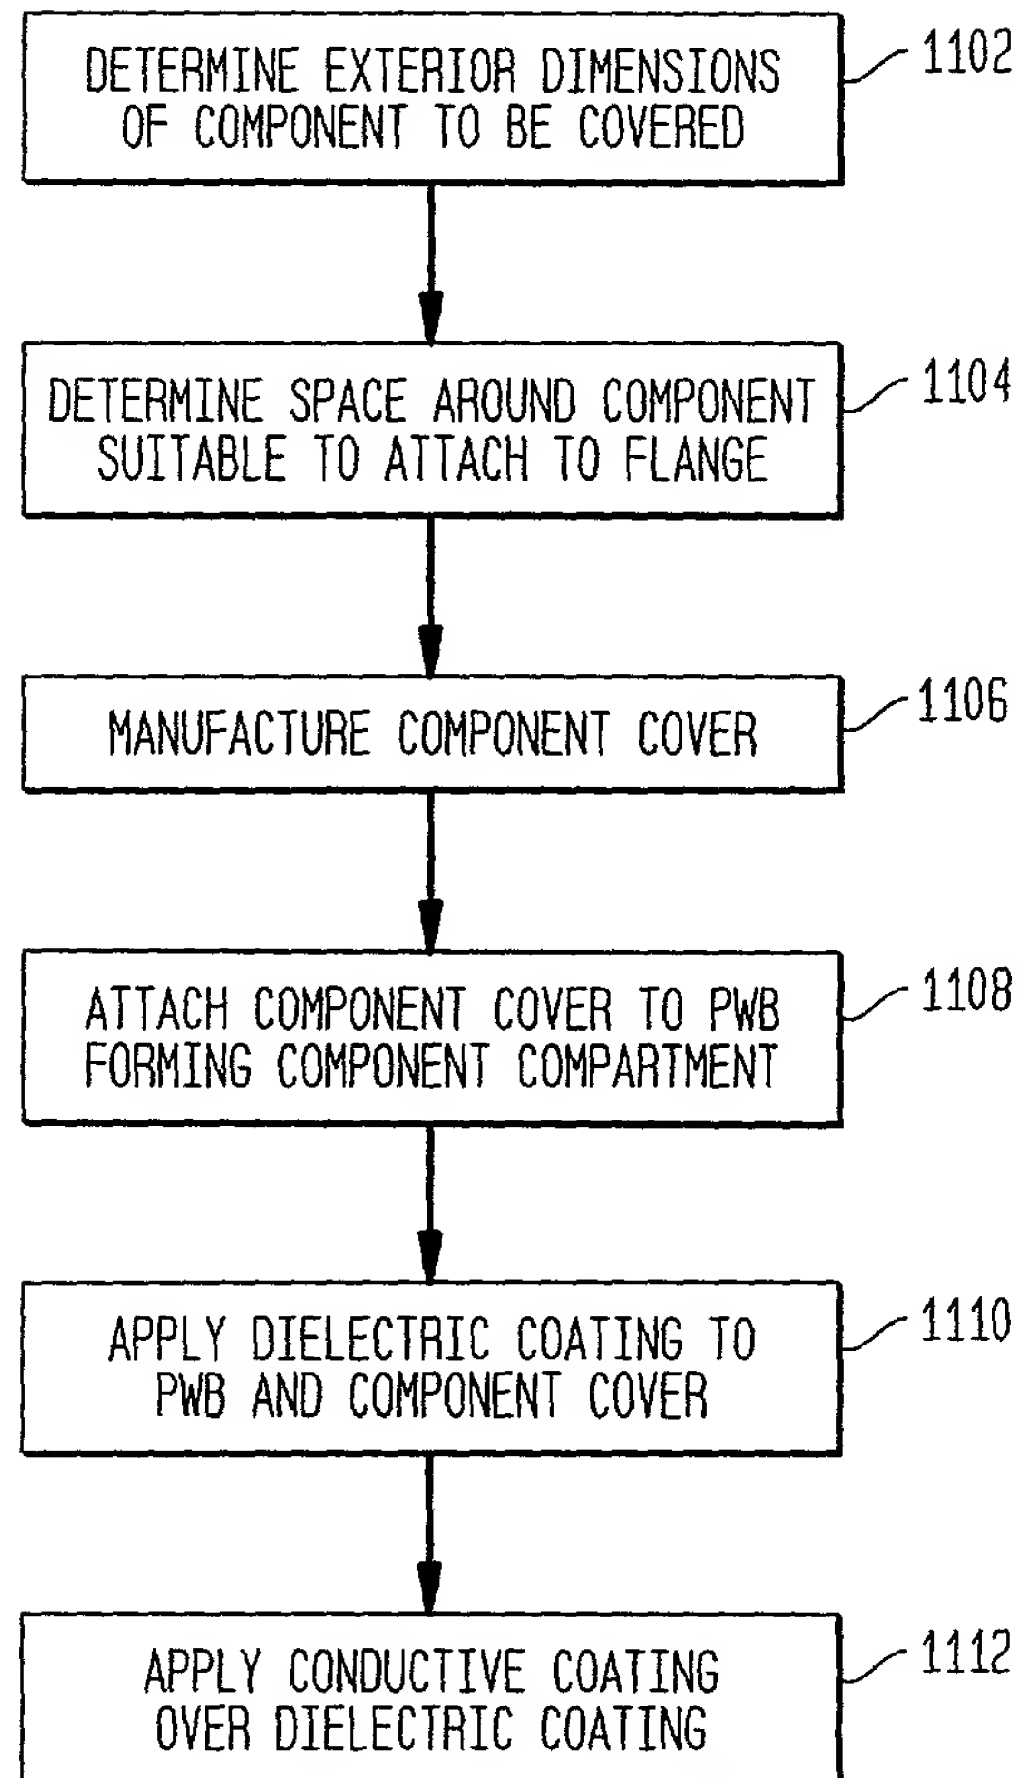 DETERMINE EXTERIOR DIMENSIONS
OF COMPONENT TO BE COVERED
1102
DETERMINE SPACE AROUND COMPONENT
SUITABLE TO ATTACH TO FLANGE
1104
MANUFACTURE COMPONENT COVER
1106
ATTACH COMPONENT COVER TO PWB
FORMING COMPONENT COMPARTMENT
1108
APPLY DIELECTRIC COATING TO
PWB AND COMPONENT COVER
1110
APPLY CONDUCTIVE COATING
OVER DIELECTRIC COATING
1112